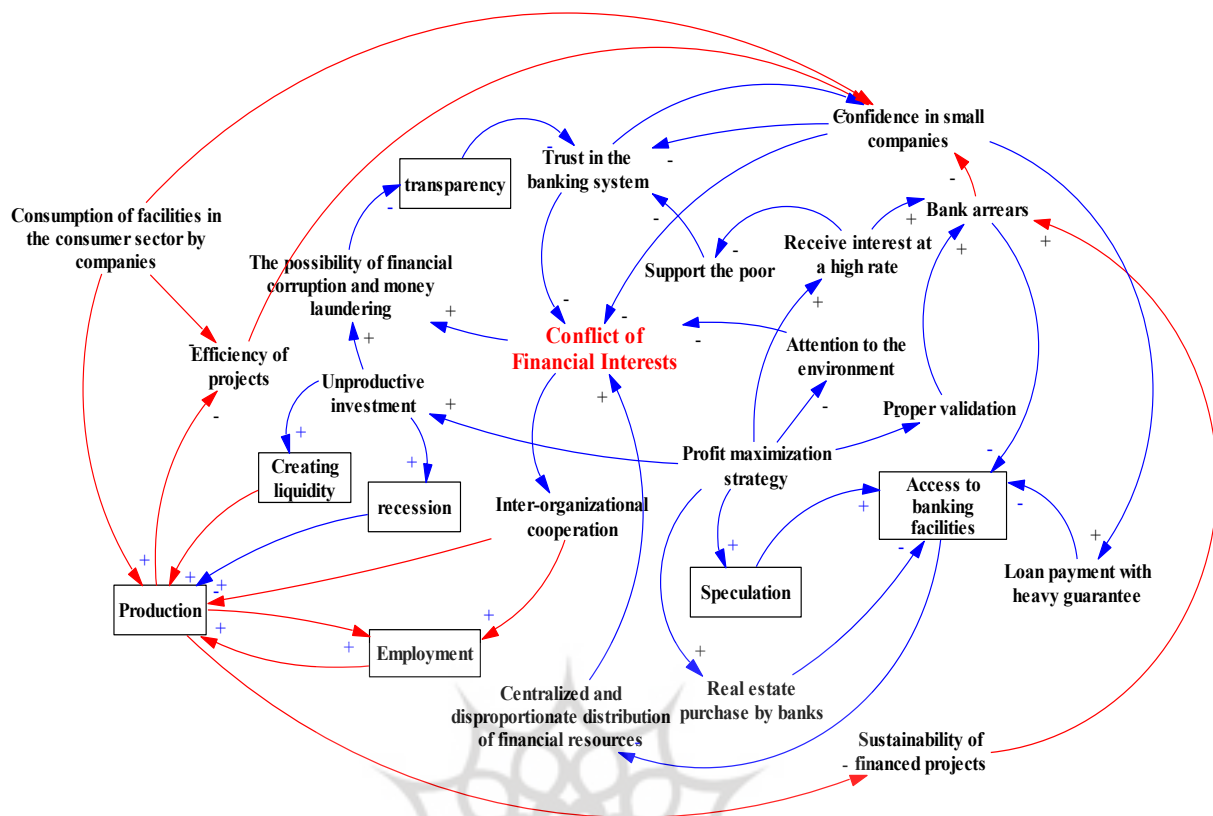 Confidence in small
companies
Trust in the
banking system
transparency
Consumption of facilities in
the consumer sector by
companies
Bank arrears
Receive interest at
a high rate
Support the poor
The possibility of financial
corruption and money
laundering
Conflict of
Financial Interests
Attention to the
environment
Efficiency of
projects
Unproductive
investment
Proper validation
Profit maximization
strategy
Creating
liquidity
recession
Inter-organizational
cooperation
Access to
banking
facilities
Speculation
Loan payment with
heavy guarantee
Production
Employment
Centralized and
disproportionate distribution
of financial resources
Real estate
purchase by banks
Sustainability of
financed projects